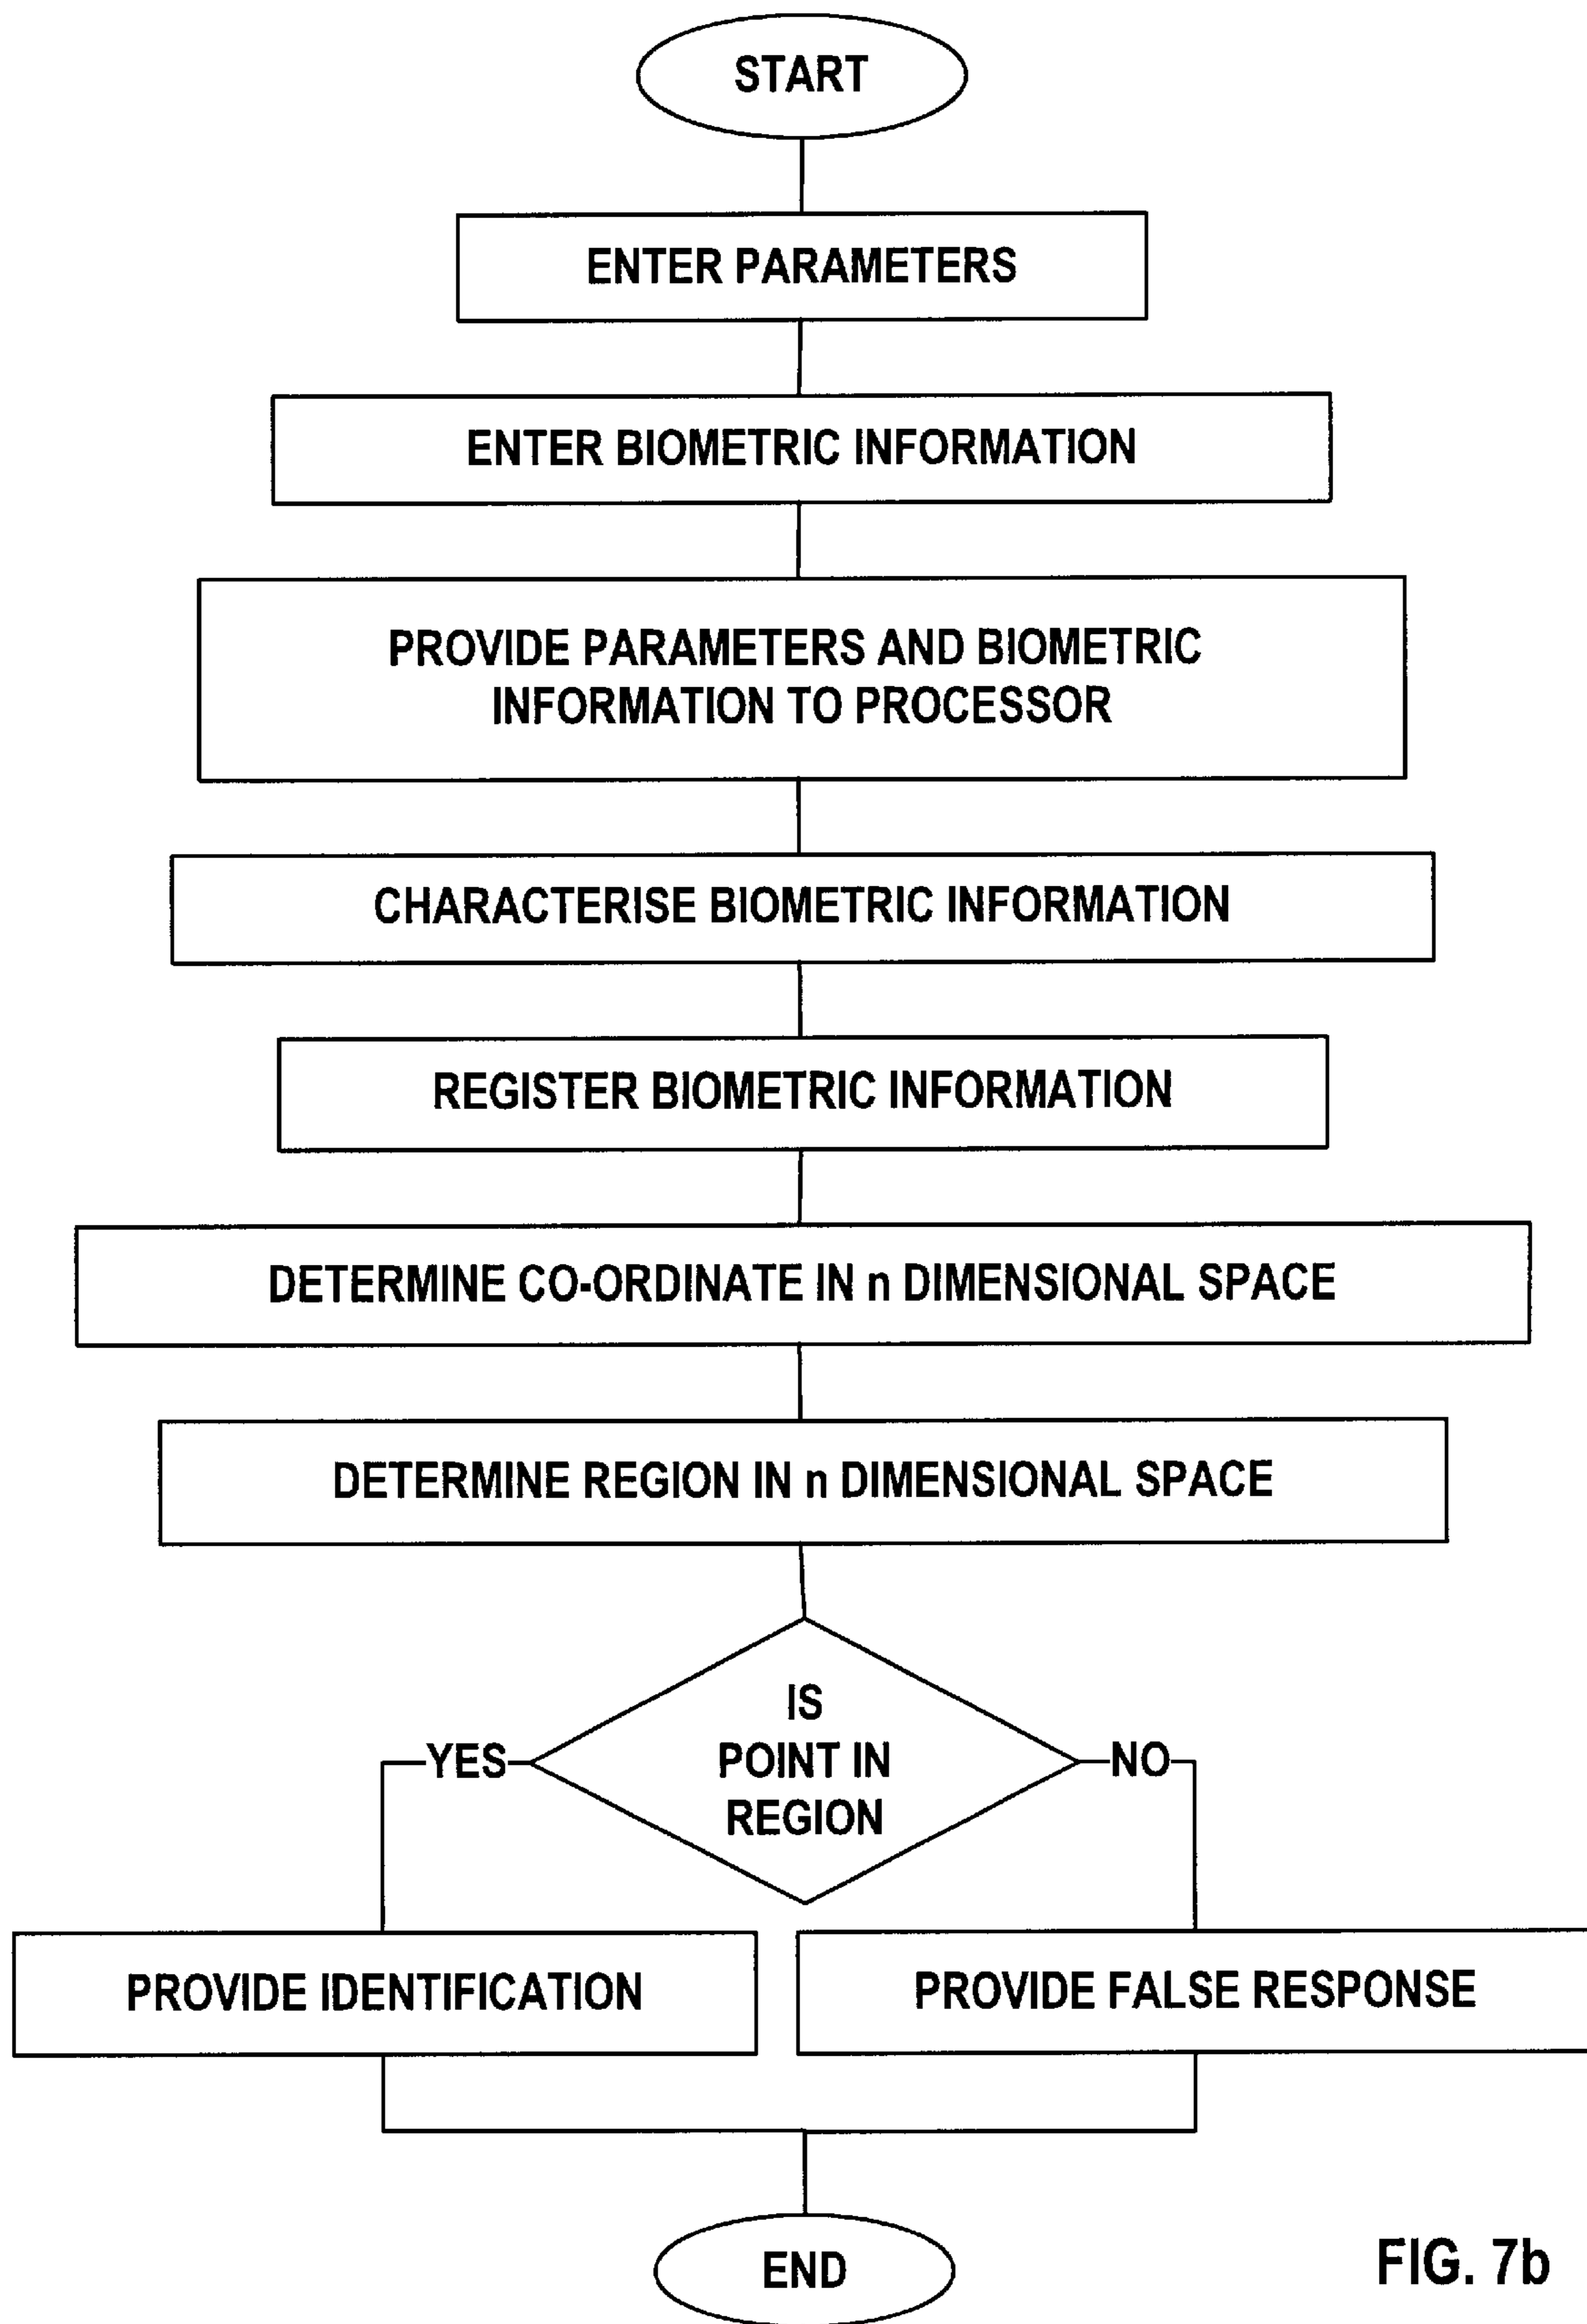 START
ENTER PARAMETERS
ENTER BIOMETRIC INFORMATION
PROVIDE PARAMETERS AND BIOMETRIC
INFORMATION TO PROCESSOR
CHARACTERISE BIOMETRIC INFORMATION
REGISTER BIOMETRIC INFORMATION
DETERMINE CO-ORDINATE IN n DIMENSIONAL SPACE
DETERMINE REGION IN n DIMENSIONAL SPACE
IS
POINT IN
REGION
YES
NO
PROVIDE IDENTIFICATION
PROVIDE FALSE RESPONSE
END
FIG. 7b